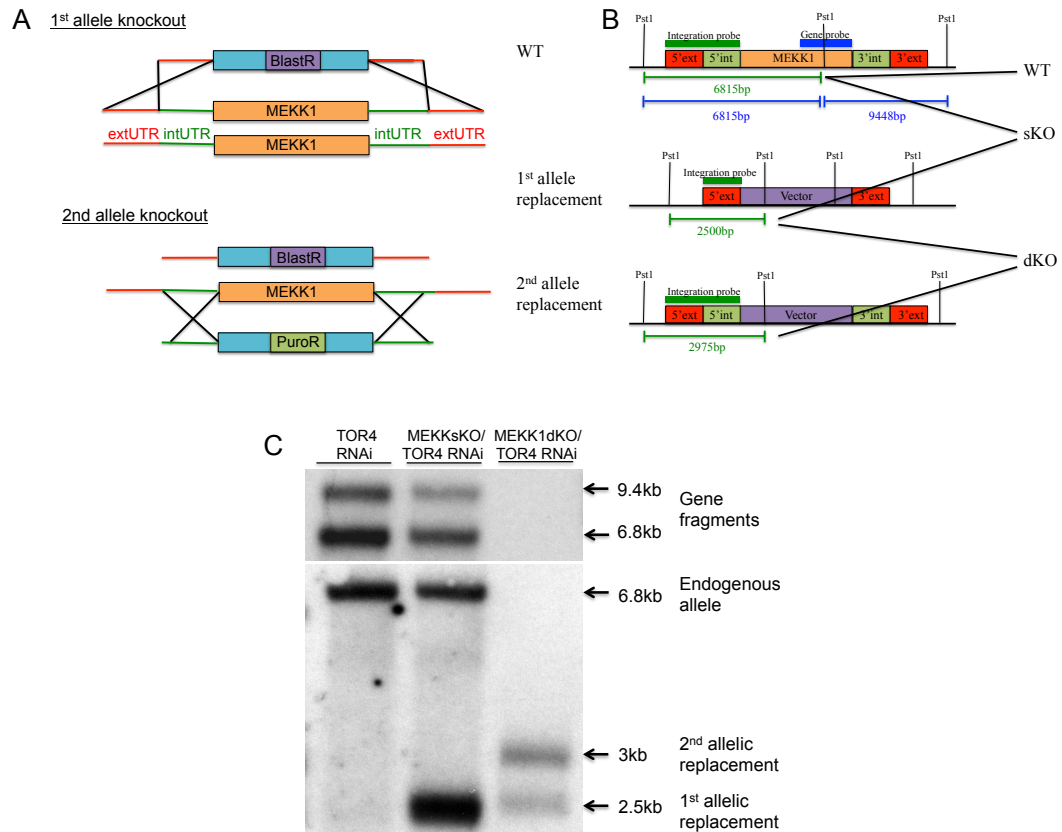 A
1st allele knockout
BlastR
MEKK1
extUTR intUTR intUTR extUTR
MEKK1
2nd allele knockout
BlastR
MEKK1
PuroR
B
Pst1 Pst1 Pst1
Integration probe Gene probe
WT
5'ext 5'int MEKK1 3'int 3'ext
WT
6815bp
6815bp 9448bp
sKO
Pst1 Pst1 Pst1 Pst1
Integration probe
1st allele
replacement
5'ext Vector 3'ext
2500bp
dKO
Pst1 Pst1 Pst1
Integration probe
2nd allele
replacement
5'ext 5'int Vector 3'int 3'ext
2975bp
C
TOR4
RNAi
MEKKsKO/
TOR4 RNAi
MEKK1dKO/
TOR4 RNAi
9.4kb
Gene
fragments
6.8kb
6.8kb
Endogenous
allele
3kb
2nd allelic
replacement
2.5kb
1st allelic
replacement